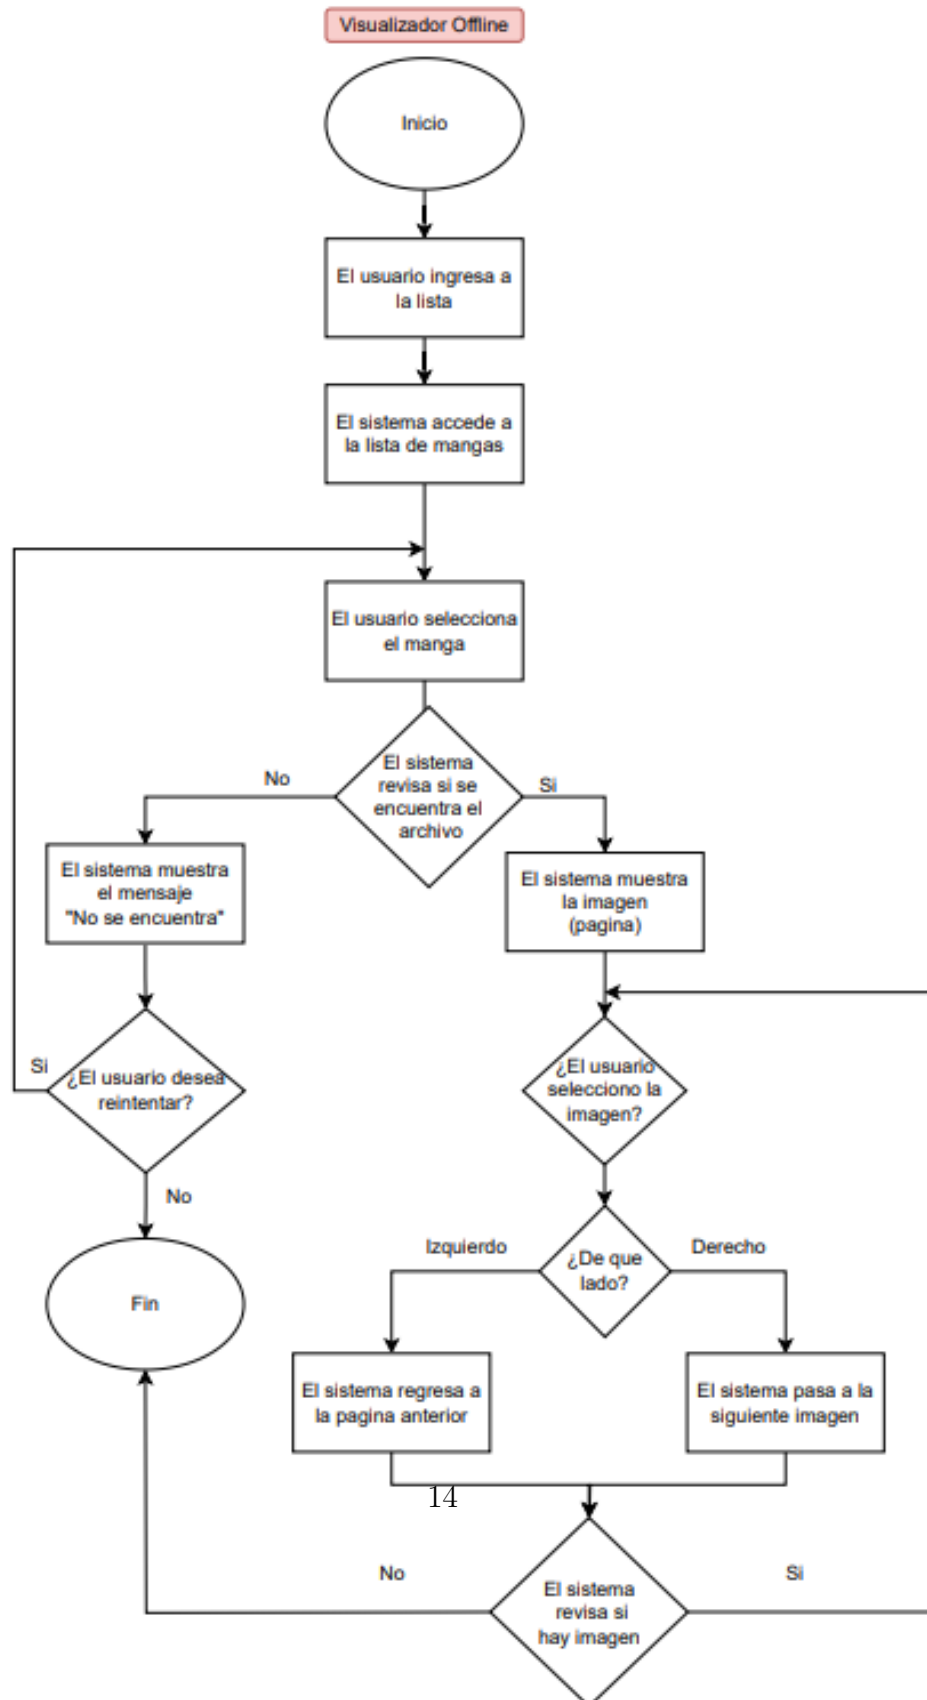 Visualizador Offline
Inicio
El usuario ingresa a
la lista
El sistema accede a
la lista de mangas
El usuario selecciona
el manga
El sistema
revisa si se
encuentra el
archivo
No
Si
El sistema muestra
el mensaje
"No se encuentra"
El sistema muestra
la imagen
(pagina)
Si
¿El usuario desea
reintentar?
¿El usuario
selecciono la
imagen?
No
Fin
Izquierdo
¿De que
lado?
Derecho
El sistema regresa a
la pagina anterior
El sistema pasa a la
siguiente imagen
14
No
El sistema
revisa si
hay imagen
Si